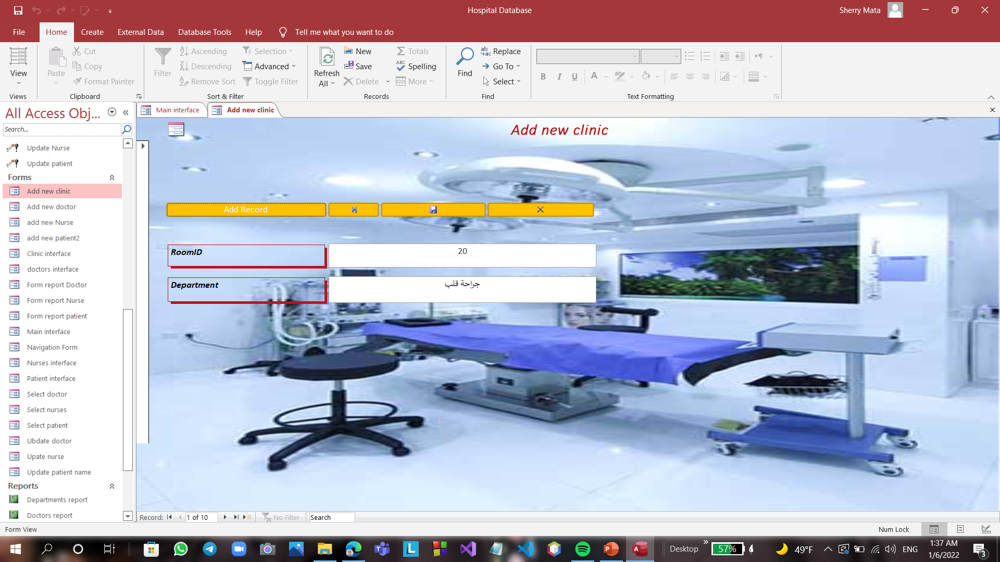 Hospital Database
Sherry Mata
File Home Create External Data Database Tools Help Tell me what you want to do
View
Views
Paste
Cut
Copy
Format Painter
Clipboard
Filter
Ascending
Descending
Remove Sort
Selection
Advanced
Toggle Filter
Sort & Filter
Refresh
All
New
Save
Delete
Totals
Spelling
More
Records
Find
Replace
Go To
Select
Find
B I U A
Text Formatting
All Access Obj...
Search...
Update Nurse
Update patient
Forms
Add new clinic
Add new doctor
add new Nurse
add new patient2
Clinic interface
doctors interface
Form report Doctor
Form report Nurse
Form report patient
Main interface
Navigation Form
Nurses interface
Patient interface
Select doctor
Select nurses
Select patient
Ubdate doctor
Upate nurse
Update patient name
Reports
Departments report
Doctors report
Main interface
Add new clinic
Add new clinic
Add Record
RoomID
20
Department
جراحة قلب
Record: 1 of 10 No Filter Search
Form View
Num Lock
Desktop
57%
49°F
ENG
1:37 AM
1/6/2022
3